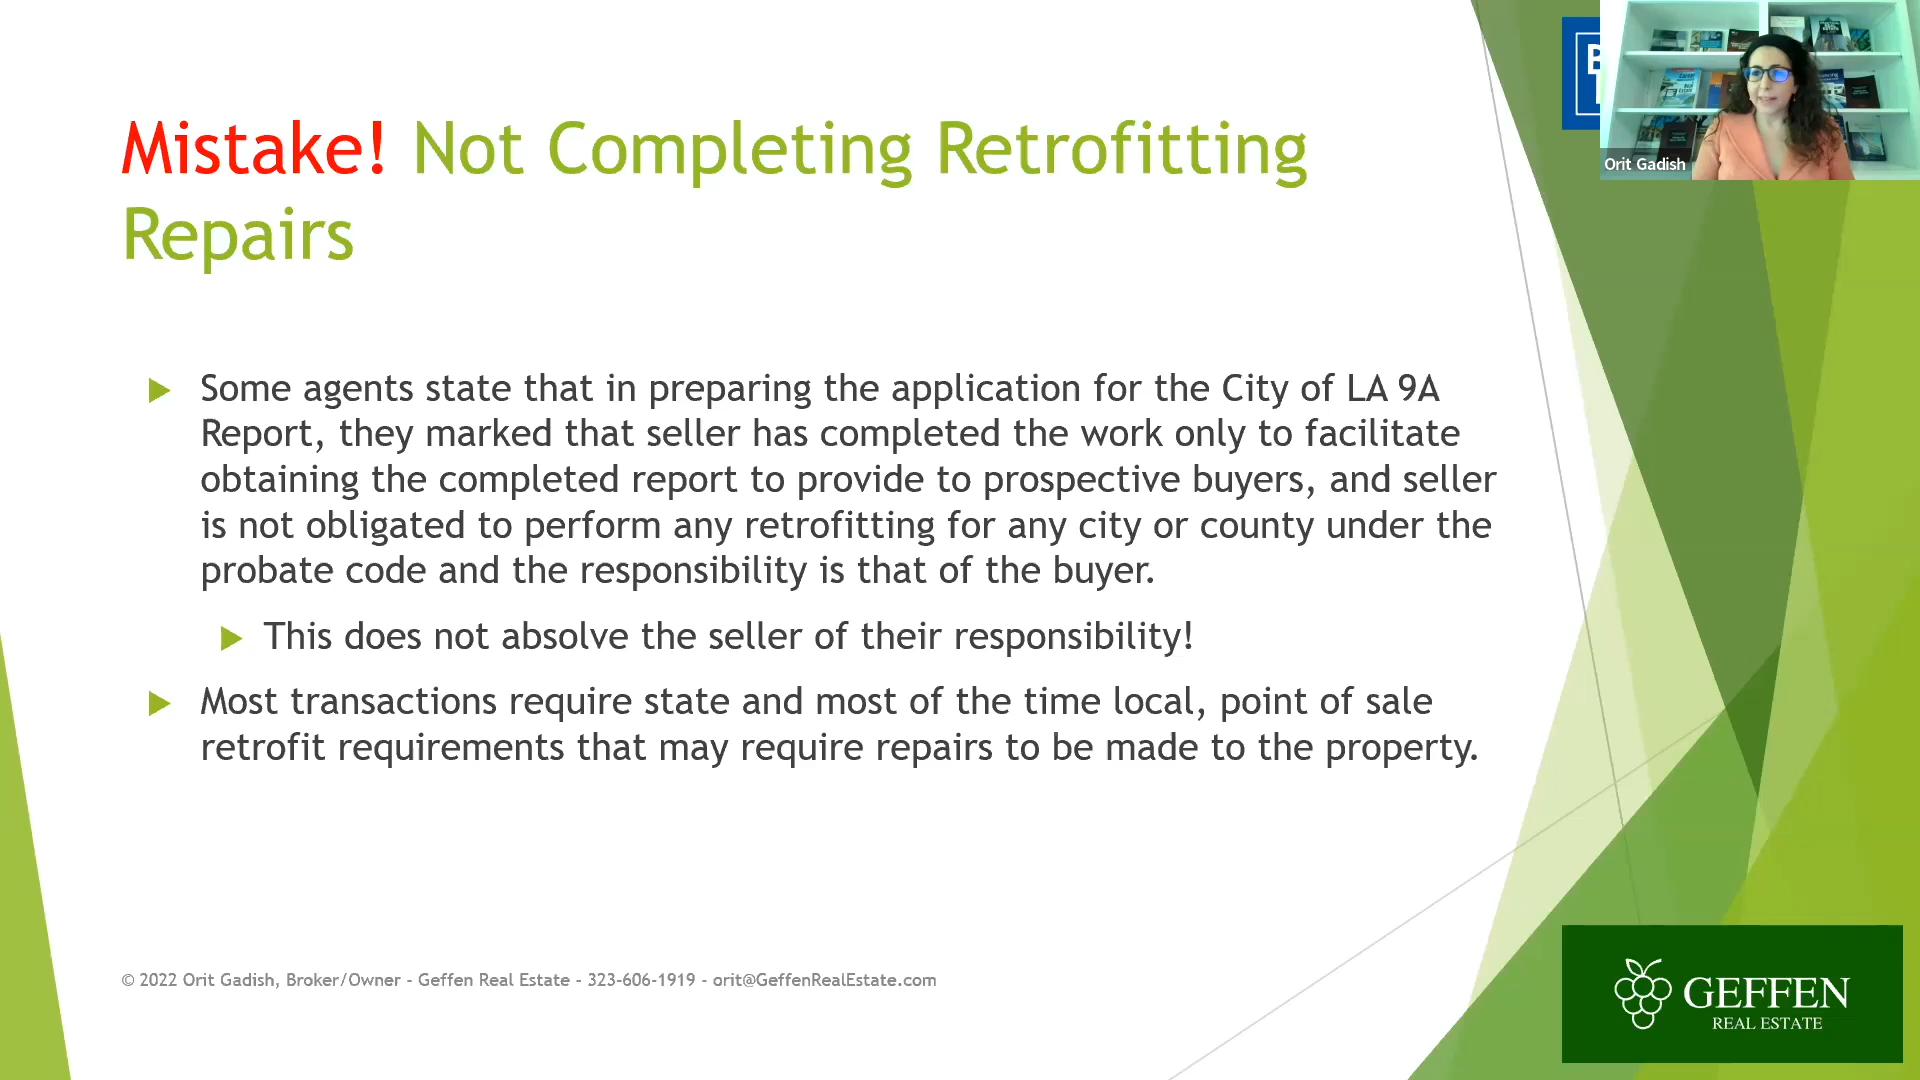 Mistake! Not Completing Retrofitting
Repairs
Some agents state that in preparing the application for the City of LA 9A
Report, they marked that seller has completed the work only to facilitate
obtaining the completed report to provide to prospective buyers, and seller
is not obligated to perform any retrofitting for any city or county under the
probate code and the responsibility is that of the buyer.
This does not absolve the seller of their responsibility!
Most transactions require state and most of the time local, point of sale
retrofit requirements that may require repairs to be made to the property.
© 2022 Orit Gadish, Broker/Owner - Geffen Real Estate - 323-606-1919 - orit@GeffenRealEstate.com
Orit Gadish
GEFFEN
REAL ESTATE